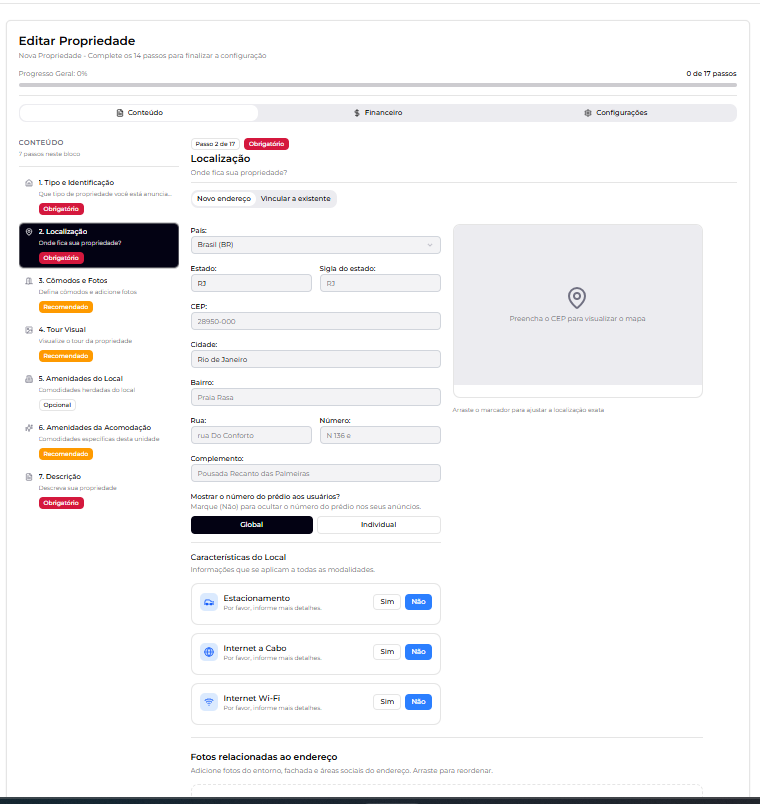 Editar Propriedade
Nova Propriedade - Complete os 14 passos para finalizar a configuração
Progresso Geral: 0%
0 de 17 passos
Conteúdo
Financeiro
Configurações
CONTEÚDO
7 passos neste bloco
1. Tipo e Identificação
Que tipo de propriedade você está anuncia...
Obrigatório
2. Localização
Onde fica sua propriedade?
Obrigatório
3. Cômodos e Fotos
Defina cômodos e adicione fotos
Recomendado
4. Tour Visual
Visualize o tour da propriedade
Recomendado
5. Amenidades do Local
Comodidades herdadas do local
Opcional
6. Amenidades da Acomodação
Comodidades específicas desta unidade
Recomendado
7. Descrição
Descreva sua propriedade
Obrigatório
Passo 2 de 17
Obrigatório
Localização
Onde fica sua propriedade?
Novo endereço
Vincular a existente
País:
Brasil (BR)
Estado:
Sigla do estado:
RJ
RJ
CEP:
28950-000
Cidade:
Rio de Janeiro
Bairro:
Praia Rasa
Rua:
Número:
rua Do Conforto
N 136 e
Complemento:
Pousada Recanto das Palmeiras
Mostrar o número do prédio aos usuários?
Marque (Não) para ocultar o número do prédio nos seus anúncios.
Global
Individual
Características do Local
Informações que se aplicam a todas as modalidades.
Estacionamento
Por favor, informe mais detalhes.
Sim
Não
Internet a Cabo
Por favor, informe mais detalhes.
Sim
Não
Internet Wi-Fi
Por favor, informe mais detalhes.
Sim
Não
Preencha o CEP para visualizar o mapa
Arraste o marcador para ajustar a localização exata
Fotos relacionadas ao endereço
Adicione fotos do entorno, fachada e áreas sociais do endereço. Arraste para reordenar.